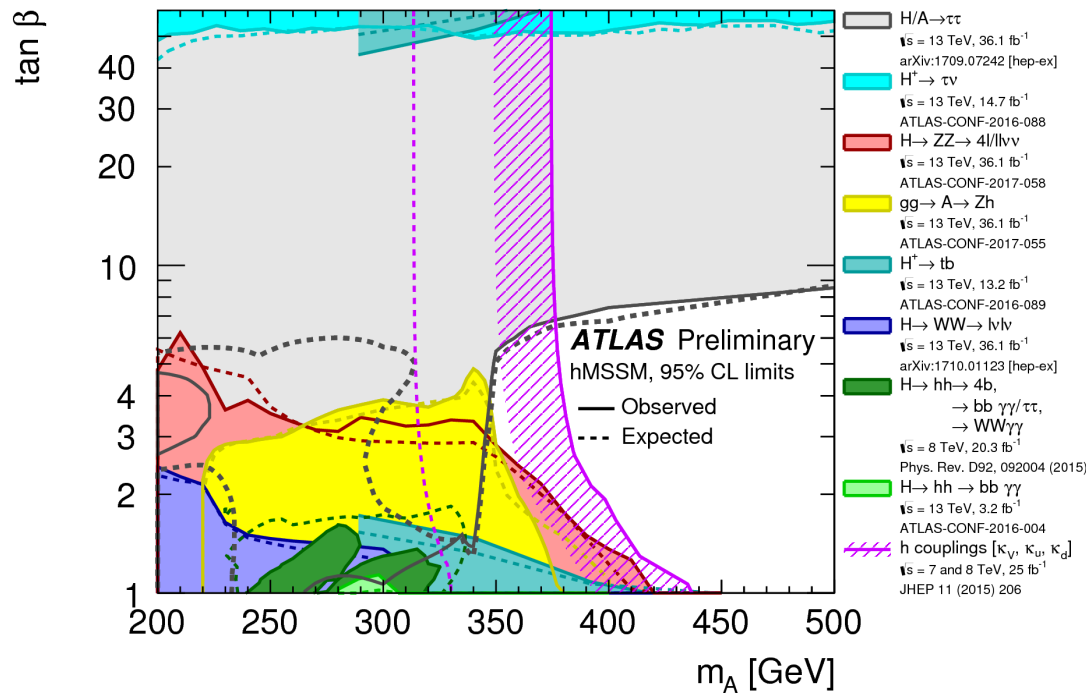 tan β
40
30
20
10
4
3
2
1
200
250
300
350
400
450
500
m_A [GeV]
ATLAS Preliminary
hMSSM, 95% CL limits
Observed
Expected
H/A→ττ
√s = 13 TeV, 36.1 fb⁻¹
arXiv:1709.07242 [hep-ex]
H⁺→ τν
√s = 13 TeV, 14.7 fb⁻¹
ATLAS-CONF-2016-088
H→ ZZ→ 4l/llνν
√s = 13 TeV, 36.1 fb⁻¹
ATLAS-CONF-2017-058
gg→ A→ Zh
√s = 13 TeV, 36.1 fb⁻¹
ATLAS-CONF-2017-055
H⁺→ tb
√s = 13 TeV, 13.2 fb⁻¹
ATLAS-CONF-2016-089
H→ WW→ lνlν
√s = 13 TeV, 36.1 fb⁻¹
arXiv:1710.01123 [hep-ex]
H→ hh→ 4b,
→ bb γγ/ττ,
→ WWγγ
√s = 8 TeV, 20.3 fb⁻¹
Phys. Rev. D92, 092004 (2015)
H→ hh → bb γγ
√s = 13 TeV, 3.2 fb⁻¹
ATLAS-CONF-2016-004
h couplings [κ_V, κ_u, κ_d]
√s = 7 and 8 TeV, 25 fb⁻¹
JHEP 11 (2015) 206